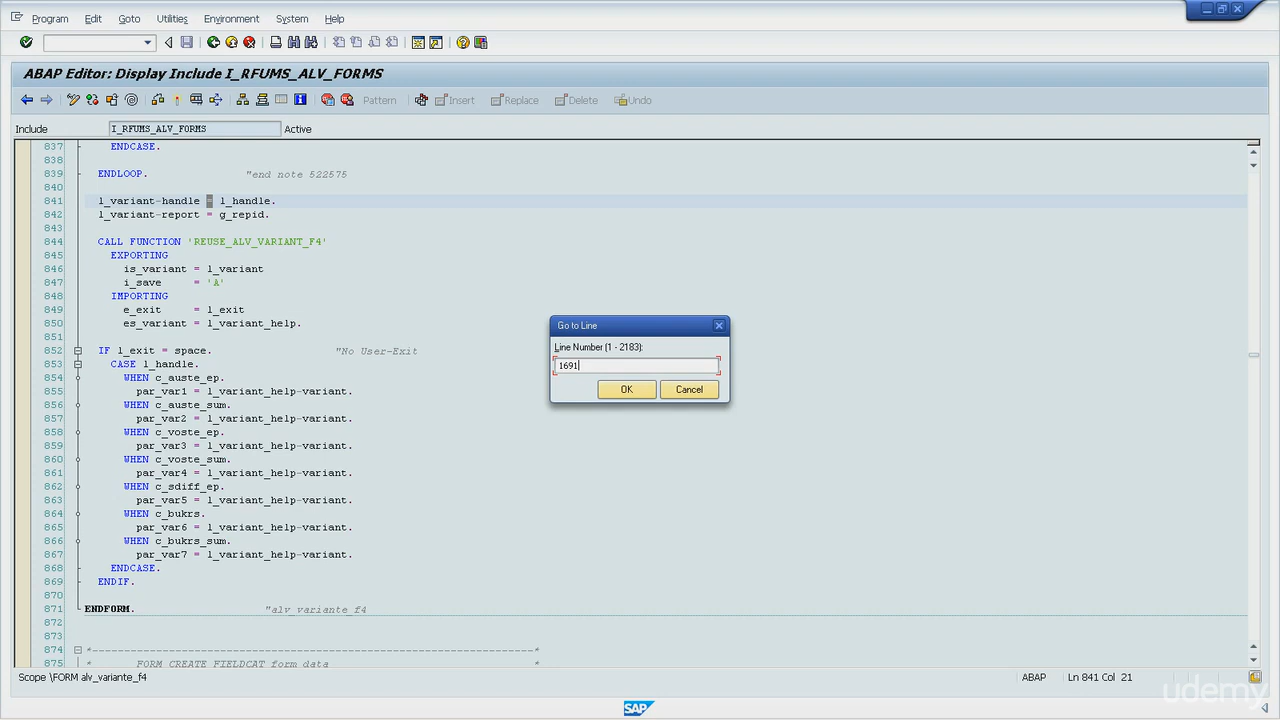 Program Edit Goto Utilities Environment System Help
ABAP Editor: Display Include I_RFUMS_ALV_FORMS
Pattern Insert Replace Delete Undo
Include I_RFUMS_ALV_FORMS Active
837 ENDCASE.
838
839 ENDLOOP. "end note 522575
840
841 l_variant-handle = l_handle.
842 l_variant-report = g_repid.
843
844 CALL FUNCTION 'REUSE_ALV_VARIANT_F4'
845 EXPORTING
846 is_variant = l_variant
847 i_save = 'A'
848 IMPORTING
849 e_exit = l_exit
850 es_variant = l_variant_help.
851
852 IF l_exit = space. "No User-Exit
853 CASE l_handle.
854 WHEN c_auste_ep.
855 par_var1 = l_variant_help-variant.
856 WHEN c_auste_sum.
857 par_var2 = l_variant_help-variant.
858 WHEN c_voste_ep.
859 par_var3 = l_variant_help-variant.
860 WHEN c_voste_sum.
861 par_var4 = l_variant_help-variant.
862 WHEN c_sdiff_ep.
863 par_var5 = l_variant_help-variant.
864 WHEN c_bukrs.
865 par_var6 = l_variant_help-variant.
866 WHEN c_bukrs_sum.
867 par_var7 = l_variant_help-variant.
868 ENDCASE.
869 ENDIF.
870
871 ENDFORM. "alv_variante_f4
872
873
874 *---------------------------------------------------------------------*
875 * FORM CREATE_FIELDCAT_form_data *
Go to Line
Line Number (1 - 2183):
1691
OK Cancel
Scope \FORM alv_variante_f4 ABAP Ln 841 Col 21
udemy
SAP